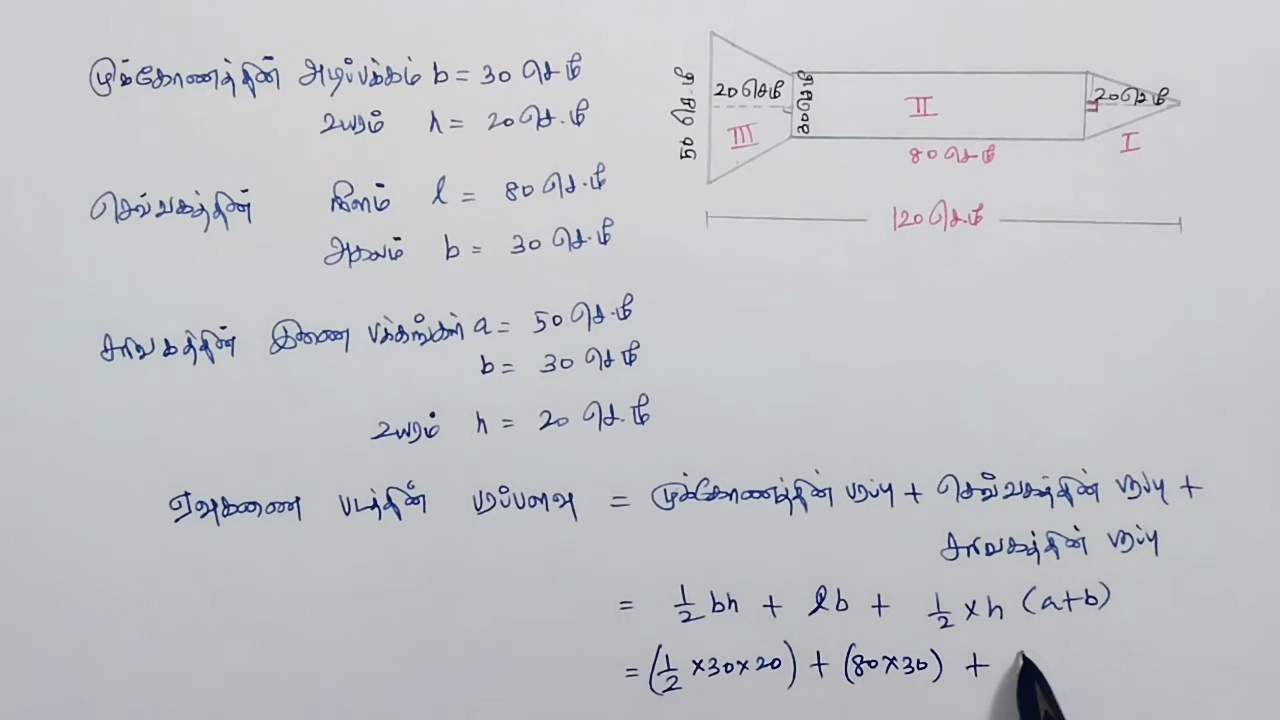 முக்கோணத்தின் அடிப்பக்கம் b = 30 செ.மீ
உயரம் h = 20 செ.மீ
செவ்வகத்தின் நீளம் l = 80 செ.மீ
அகலம் b = 30 செ.மீ
சரிவகத்தின் இணை பக்கங்கள் a = 50 செ.மீ
b = 30 செ.மீ
உயரம் h = 20 செ.மீ
50 செ.மீ
20 செ.மீ
III
30 செ.மீ
II
80 செ.மீ
20 செ.மீ
I
120 செ.மீ
ஏவுகணை படத்தின் பரப்பளவு = முக்கோணத்தின் பரப்பு + செவ்வகத்தின் பரப்பு +
சரிவகத்தின் பரப்பு
= 1/2 bh + lb + 1/2 × h (a+b)
= (1/2 × 30 × 20) + (80 × 30) +